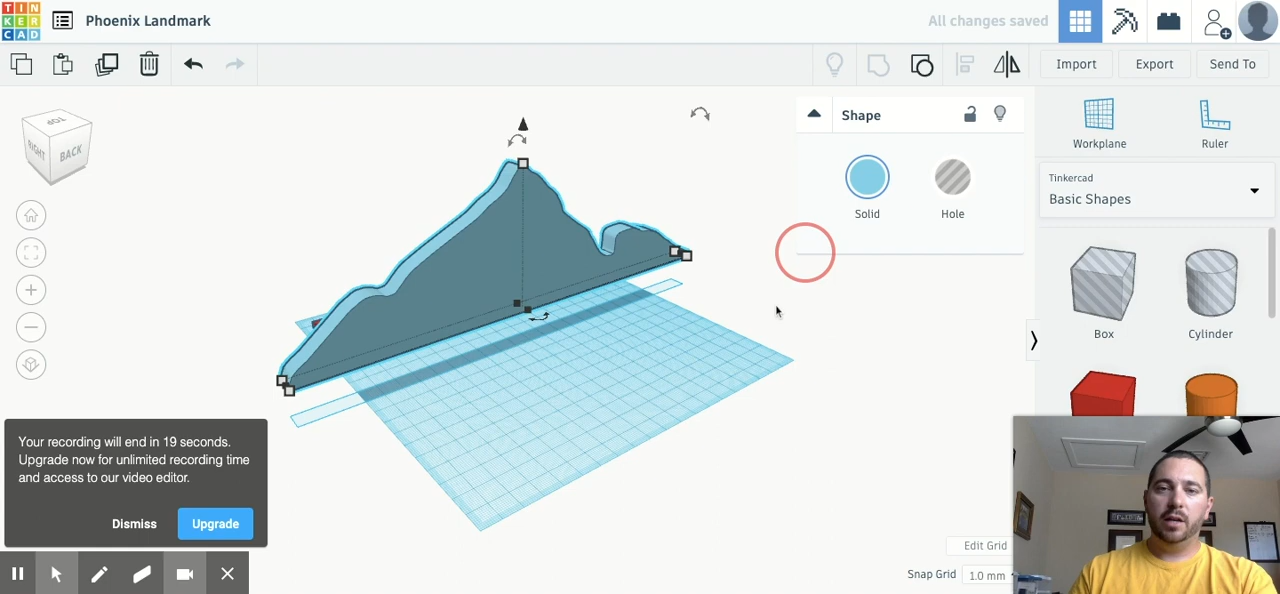 TIN
KER
CAD
Phoenix Landmark
All changes saved
Import
Export
Send To
TOP
RIGHT
BACK
Shape
Solid
Hole
Workplane
Ruler
Tinkercad
Basic Shapes
Box
Cylinder
Your recording will end in 19 seconds.
Upgrade now for unlimited recording time
and access to our video editor.
Dismiss
Upgrade
Edit Grid
Snap Grid
1.0 mm